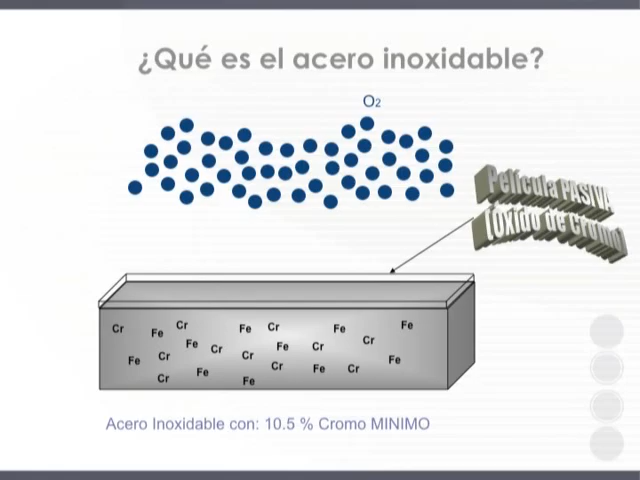 ¿Qué es el acero inoxidable?
O2
Película PASIVA
(Óxido de Cromo)
Cr Fe Cr Fe Cr Fe Fe
Fe Cr Fe Cr Cr
Fe Cr Cr Cr Fe
Cr Fe Fe Fe Cr
Acero Inoxidable con: 10.5 % Cromo MINIMO